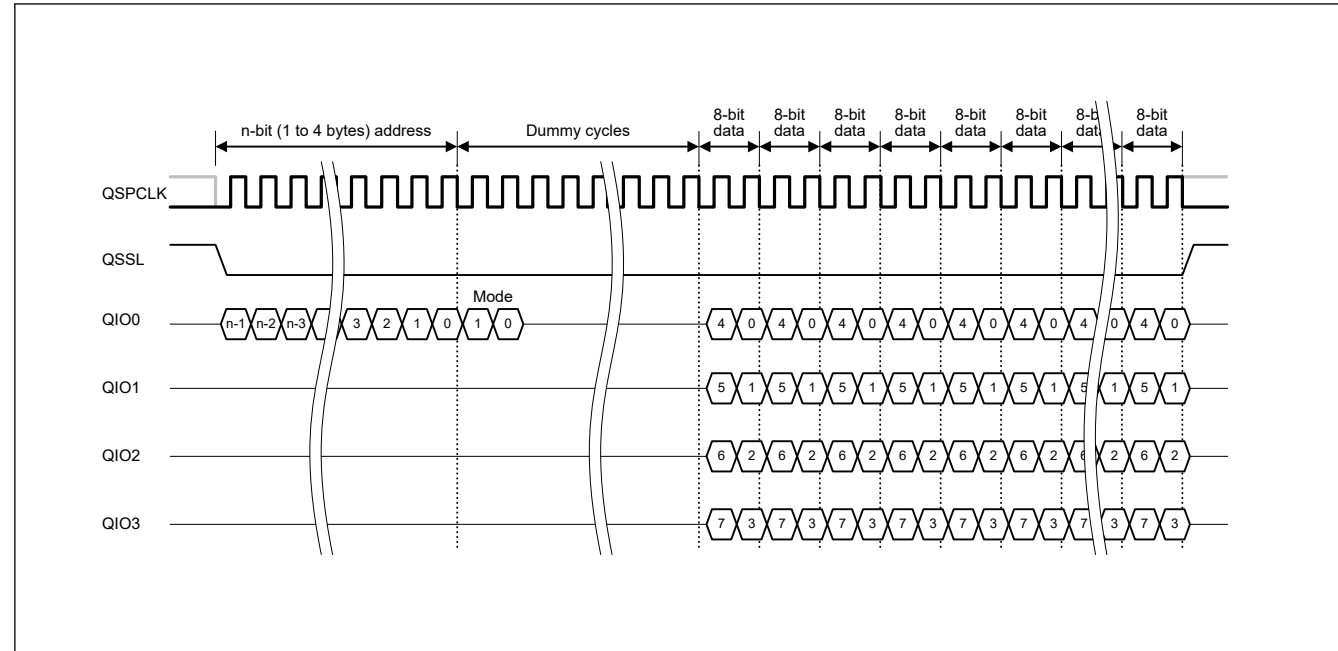 8-bit data 8-bit data 8-bit data 8-bit data 8-bit data 8-bit data 8-b dat 8-bit data
n-bit (1 to 4 bytes) address Dummy cycles
QSPCLK
QSSL
Mode
QIO0 n-1 n-2 n-3 3 2 1 0 1 0 4 0 4 0 4 0 4 0 4 0 4 0 4 0 4 0
QIO1 5 1 5 1 5 1 5 1 5 1 5 1 5 1 5 1
QIO2 6 2 6 2 6 2 6 2 6 2 6 2 6 2 6 2
QIO3 7 3 7 3 7 3 7 3 7 3 7 3 7 3 7 3